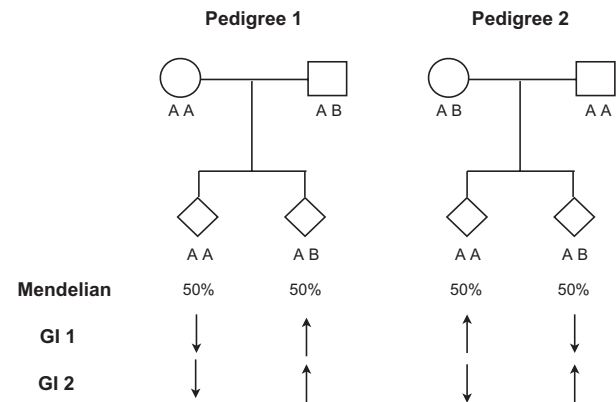 Pedigree 1 Pedigree 2
A A A B A B A A
A A A B A A A B
Mendelian 50% 50% 50% 50%
GI 1
GI 2